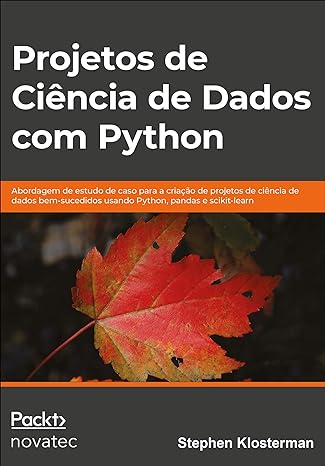 Projetos de
Ciência de Dados
com Python
Abordagem de estudo de caso para a criação de projetos de ciência de
dados bem-sucedidos usando Python, pandas e scikit-learn
Packt>
novatec
Stephen Klosterman